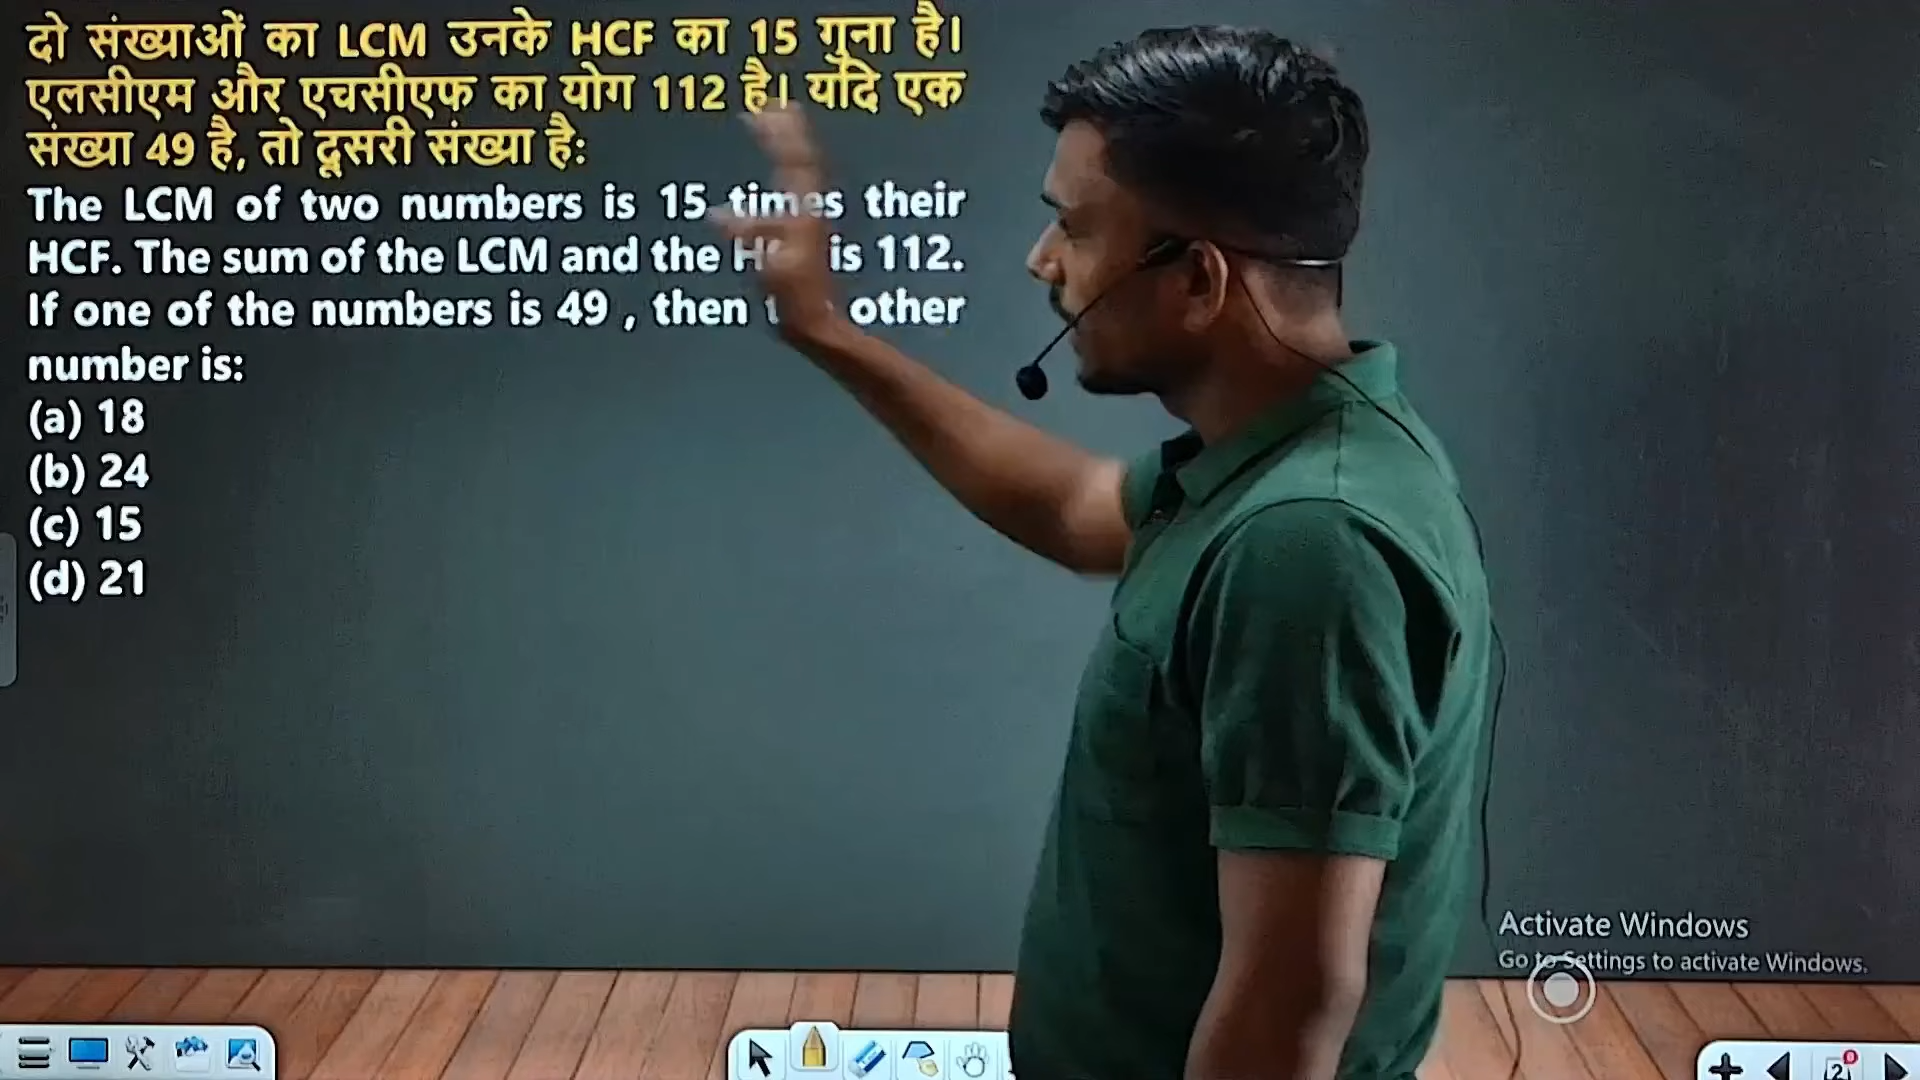 दो संख्याओं का LCM उनके HCF का 15 गुना है।
एलसीएम और एचसीएफ का योग 112 है। यदि एक
संख्या 49 है, तो दूसरी संख्या है:
The LCM of two numbers is 15 times their
HCF. The sum of the LCM and the is 112.
If one of the numbers is 49 , then other
number is:
(a) 18
(b) 24
(c) 15
(d) 21
Activate Windows
Go to Settings to activate Windows.
2